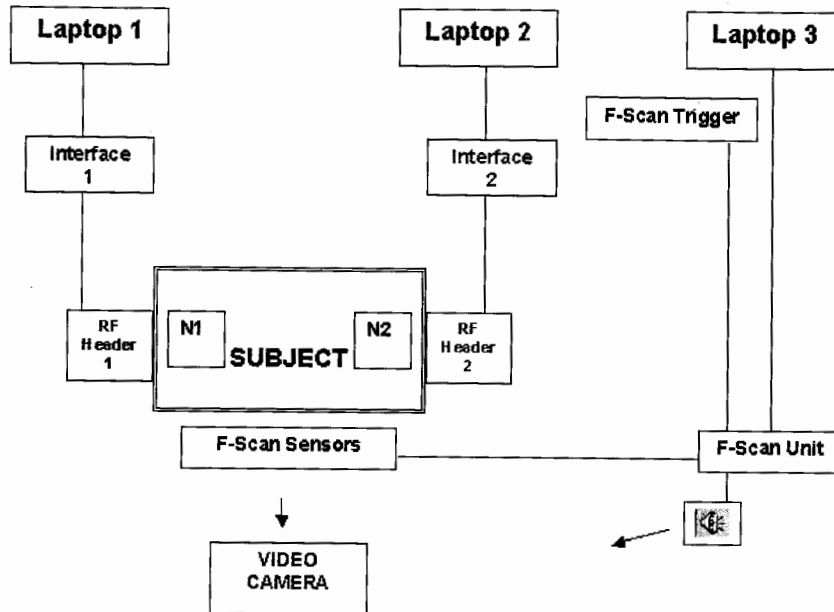 Laptop 1
Laptop 2
Laptop 3
F-Scan Trigger
Interface
1
Interface
2
RF
Header
1
N1
SUBJECT
N2
RF
Header
2
F-Scan Sensors
F-Scan Unit
VIDEO
CAMERA